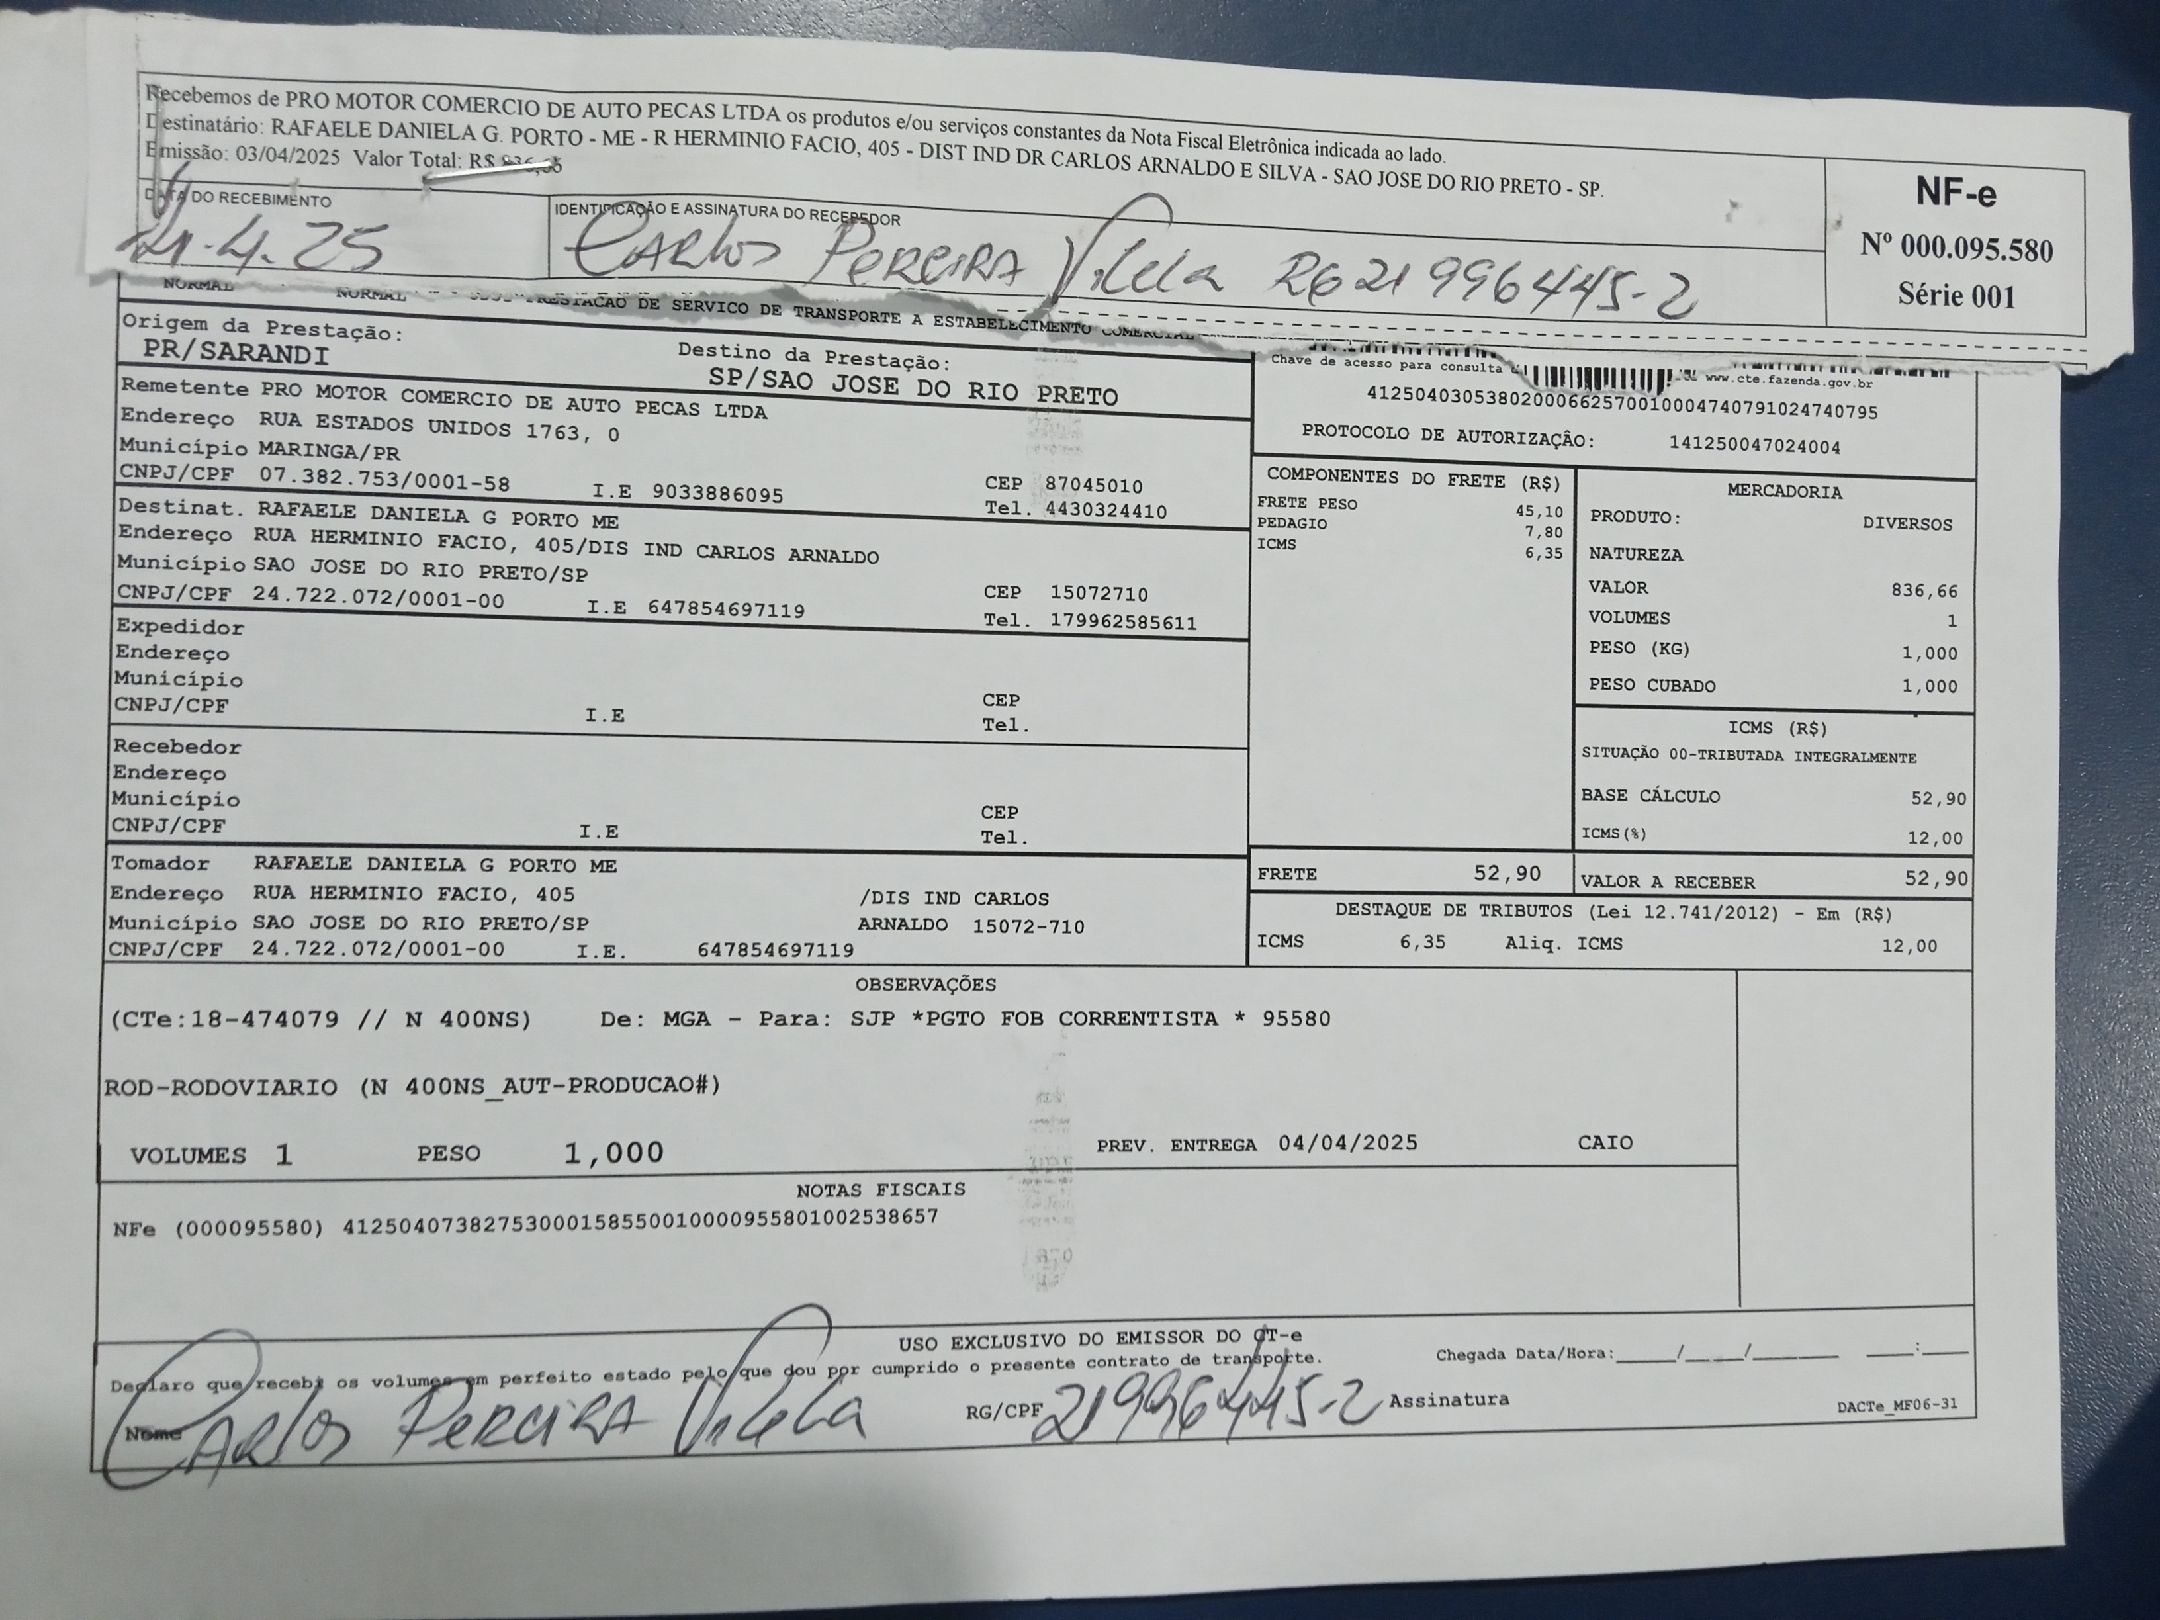 Recebemos de PRO MOTOR COMERCIO DE AUTO PECAS LTDA os produtos e/ou serviços constantes da Nota Fiscal Eletrônica indicada ao lado.
Destinatário: RAFAELE DANIELA G. PORTO - ME - R HERMINIO FACIO, 405 - DIST IND DR CARLOS ARNALDO E SILVA - SAO JOSE DO RIO PRETO - SP.
Emissão: 03/04/2025 Valor Total: R$
DATA DO RECEBIMENTO
IDENTIFICAÇÃO E ASSINATURA DO RECEBEDOR
4.25
Carlos Pereira Vilela RG 21996445-2
NF-e
Nº 000.095.580
Série 001
NORMAL NORMAL PRESTACAO DE SERVICO DE TRANSPORTE A ESTABELECIMENTO COMERCIAL
Origem da Prestação:
PR/SARANDI
Destino da Prestação:
SP/SAO JOSE DO RIO PRETO
Remetente PRO MOTOR COMERCIO DE AUTO PECAS LTDA
Endereço RUA ESTADOS UNIDOS 1763, 0
Município MARINGA/PR
CNPJ/CPF 07.382.753/0001-58 I.E 9033886095
CEP 87045010
Tel. 4430324410
Destinat. RAFAELE DANIELA G PORTO ME
Endereço RUA HERMINIO FACIO, 405/DIS IND CARLOS ARNALDO
Município SAO JOSE DO RIO PRETO/SP
CNPJ/CPF 24.722.072/0001-00 I.E 647854697119
CEP 15072710
Tel. 179962585611
Expedidor
Endereço
Município
CNPJ/CPF I.E
CEP
Tel.
Recebedor
Endereço
Município
CNPJ/CPF I.E
CEP
Tel.
Tomador RAFAELE DANIELA G PORTO ME
Endereço RUA HERMINIO FACIO, 405 /DIS IND CARLOS
Município SAO JOSE DO RIO PRETO/SP ARNALDO 15072-710
CNPJ/CPF 24.722.072/0001-00 I.E. 647854697119
Chave de acesso para consulta www.cte.fazenda.gov.br
41250403053802000662570010004740791024740795
PROTOCOLO DE AUTORIZAÇÂO: 141250047024004
COMPONENTES DO FRETE (R$)
FRETE PESO 45,10
PEDAGIO 7,80
ICMS 6,35
MERCADORIA
PRODUTO: DIVERSOS
NATUREZA
VALOR 836,66
VOLUMES 1
PESO (KG) 1,000
PESO CUBADO 1,000
ICMS (R$)
SITUAÇÃO 00-TRIBUTADA INTEGRALMENTE
BASE CÁLCULO 52,90
ICMS(%) 12,00
FRETE 52,90 VALOR A RECEBER 52,90
DESTAQUE DE TRIBUTOS (Lei 12.741/2012) - Em (R$)
ICMS 6,35 Aliq. ICMS 12,00
OBSERVAÇÕES
(CTe:18-474079 // N 400NS) De: MGA - Para: SJP *PGTO FOB CORRENTISTA * 95580
ROD-RODOVIARIO (N 400NS_AUT-PRODUCAO#)
VOLUMES 1 PESO 1,000 PREV. ENTREGA 04/04/2025 CAIO
NOTAS FISCAIS
NFe (000095580) 41250407382753000158550010000955801002538657
USO EXCLUSIVO DO EMISSOR DO CT-e
Declaro que recebi os volumes em perfeito estado pelo que dou por cumprido o presente contrato de transporte.
Chegada Data/Hora:_____/_____/_______ ____:____
Nome Carlos Pereira Vilela RG/CPF 21996445-2 Assinatura
DACTe_MF06-31